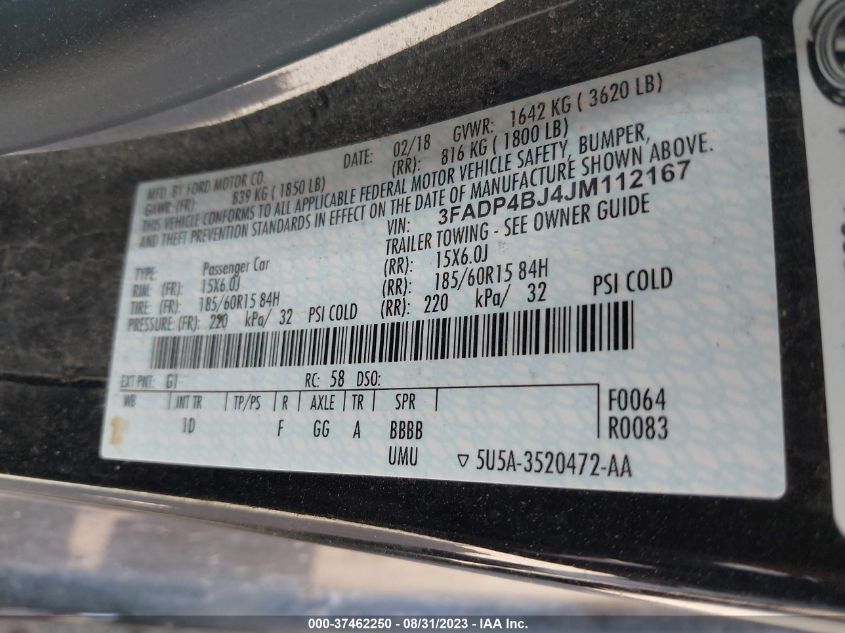 MFD. BY FORD MOTOR CO. DATE: 02/18 GVWR: 1642 KG ( 3620 LB)
GAWR: (FR): 839 KG ( 1850 LB) (RR): 816 KG ( 1800 LB)
THIS VEHICLE CONFORMS TO ALL APPLICABLE FEDERAL MOTOR VEHICLE SAFETY, BUMPER,
AND THEFT PREVENTION STANDARDS IN EFFECT ON THE DATE OF MANUFACTURE SHOWN ABOVE.
VIN: 3FADP4BJ4JM112167
TYPE: Passenger Car TRAILER TOWING - SEE OWNER GUIDE
RIM: (FR): 15X6.0J (RR): 15X6.0J
TIRE: (FR): 185/60R15 84H (RR): 185/60R15 84H
PRESSURE: (FR): 220 kPa/ 32 PSI COLD (RR): 220 kPa/ 32 PSI COLD
EXT PNT: G1 RC: 58 DSO:
WB INT TR TP/PS R AXLE TR SPR F0064
1D F GG A BBBB R0083
UMU ▽ 5U5A-3520472-AA
000-37462250 - 08/31/2023 - IAA Inc.